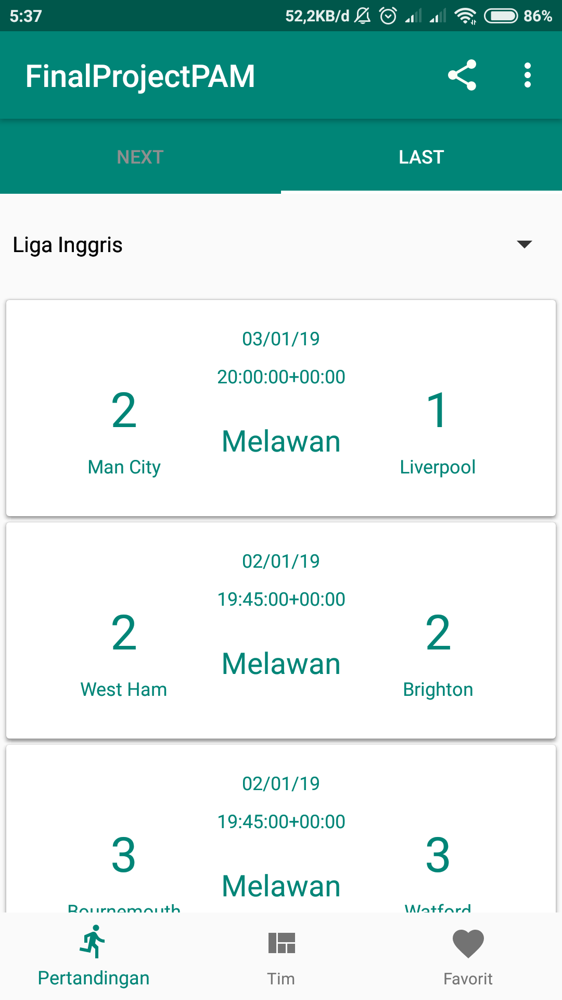 5:37 52,2KB/d 86%
FinalProjectPAM
NEXT LAST
Liga Inggris
03/01/19
20:00:00+00:00
2 1
Melawan
Man City Liverpool
02/01/19
19:45:00+00:00
2 2
Melawan
West Ham Brighton
02/01/19
19:45:00+00:00
3 3
Melawan
Bournemouth Watford
Pertandingan Tim Favorit